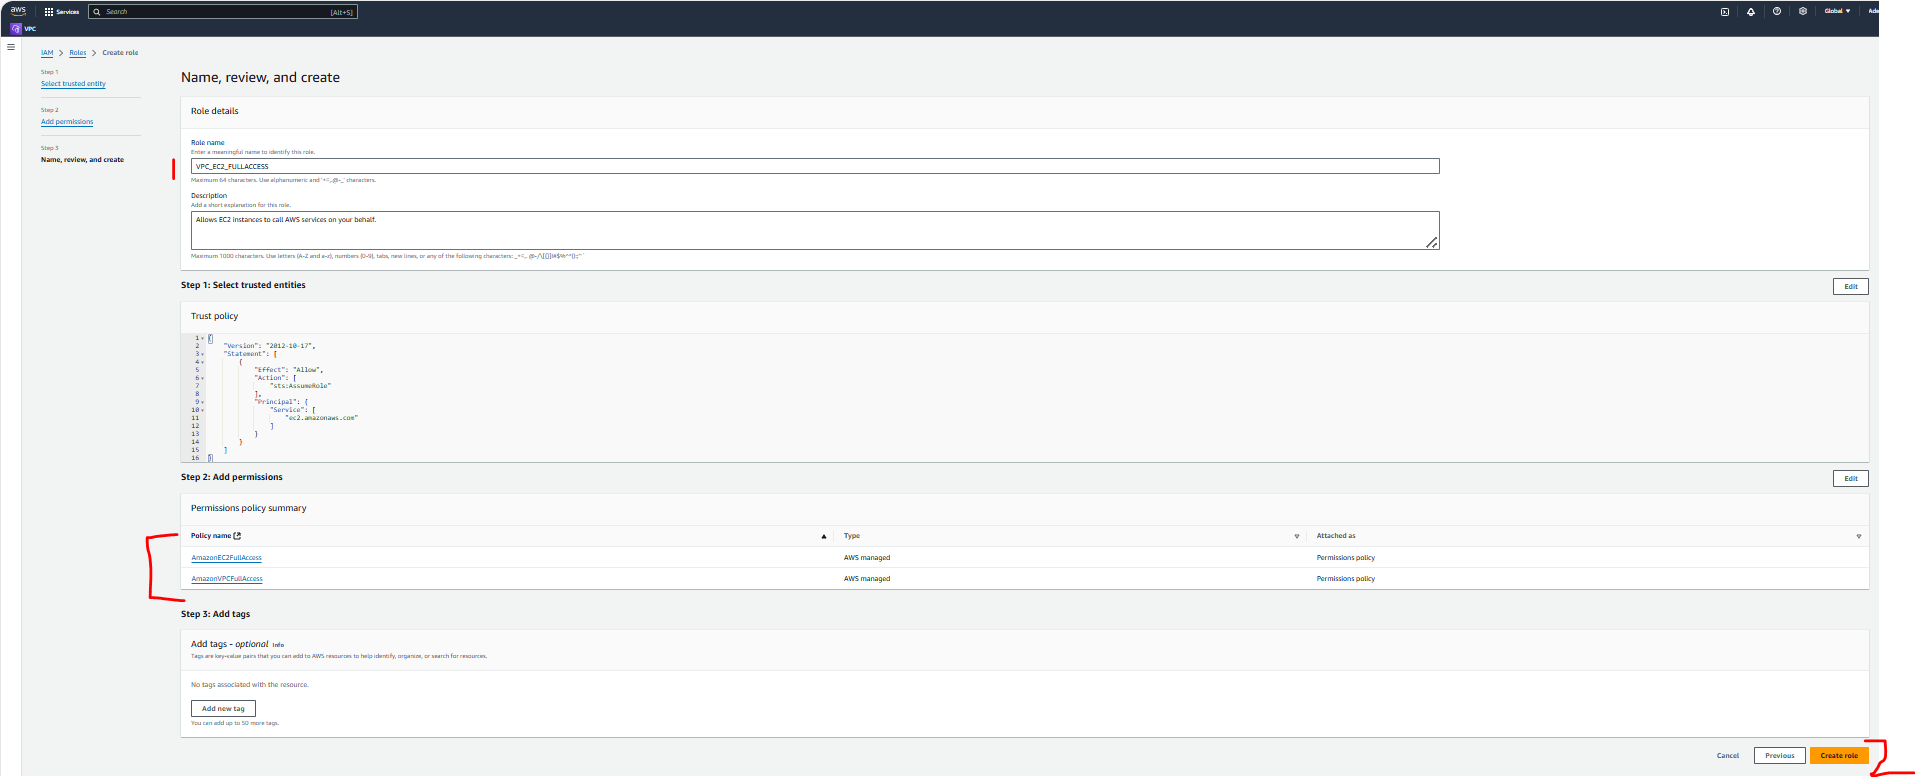 aws Services Search [Alt+S] Global
VPC
IAM > Roles > Create role
Step 1
Select trusted entity
Step 2
Add permissions
Step 3
Name, review, and create
Name, review, and create
Role details
Role name
Enter a meaningful name to identify this role.
VPC_EC2_FULLACCESS
Maximum 64 characters. Use alphanumeric and '+=,.@-_' characters.
Description
Add a short explanation for this role.
Allows EC2 instances to call AWS services on your behalf.
Maximum 1000 characters. Use letters (A-Z and a-z), numbers (0-9), tabs, new lines, or any of the following characters:
Step 1: Select trusted entities
Edit
Trust policy
1 {
2 "Version": "2012-10-17",
3 "Statement": [
4 {
5 "Effect": "Allow",
6 "Action": [
7 "sts:AssumeRole"
8 ],
9 "Principal": {
10 "Service": [
11 "ec2.amazonaws.com"
12 ]
13 }
14 }
15 ]
16 }
Step 2: Add permissions
Edit
Permissions policy summary
Policy name Type Attached as
AmazonEC2FullAccess AWS managed Permissions policy
AmazonVPCFullAccess AWS managed Permissions policy
Step 3: Add tags
Add tags - optional Info
Tags are key-value pairs that you can add to AWS resources to help identify, organize, or search for resources.
No tags associated with the resource.
Add new tag
You can add up to 50 more tags.
Cancel Previous Create role